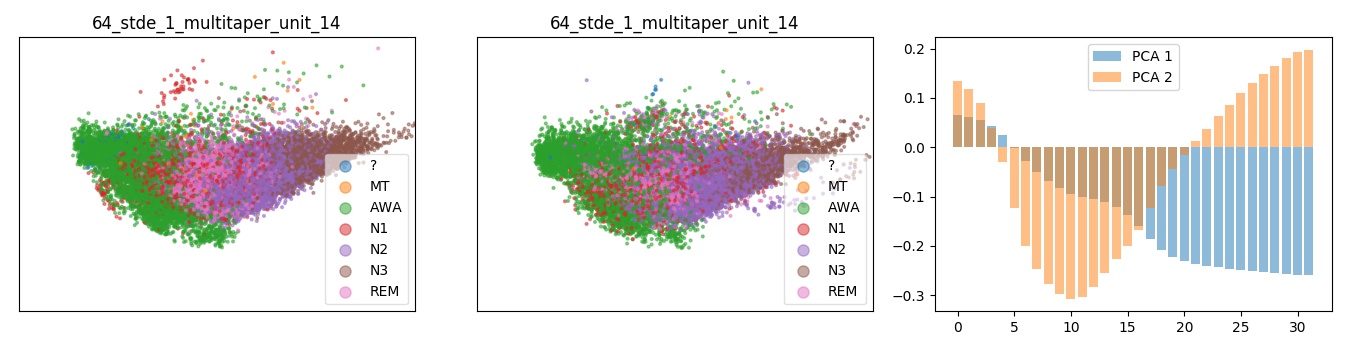 64_stde_1_multitaper_unit_14
?
MT
AWA
N1
N2
N3
REM
64_stde_1_multitaper_unit_14
?
MT
AWA
N1
N2
N3
REM
PCA 1
PCA 2
0.2
0.1
0.0
−0.1
−0.2
−0.3
0 5 10 15 20 25 30